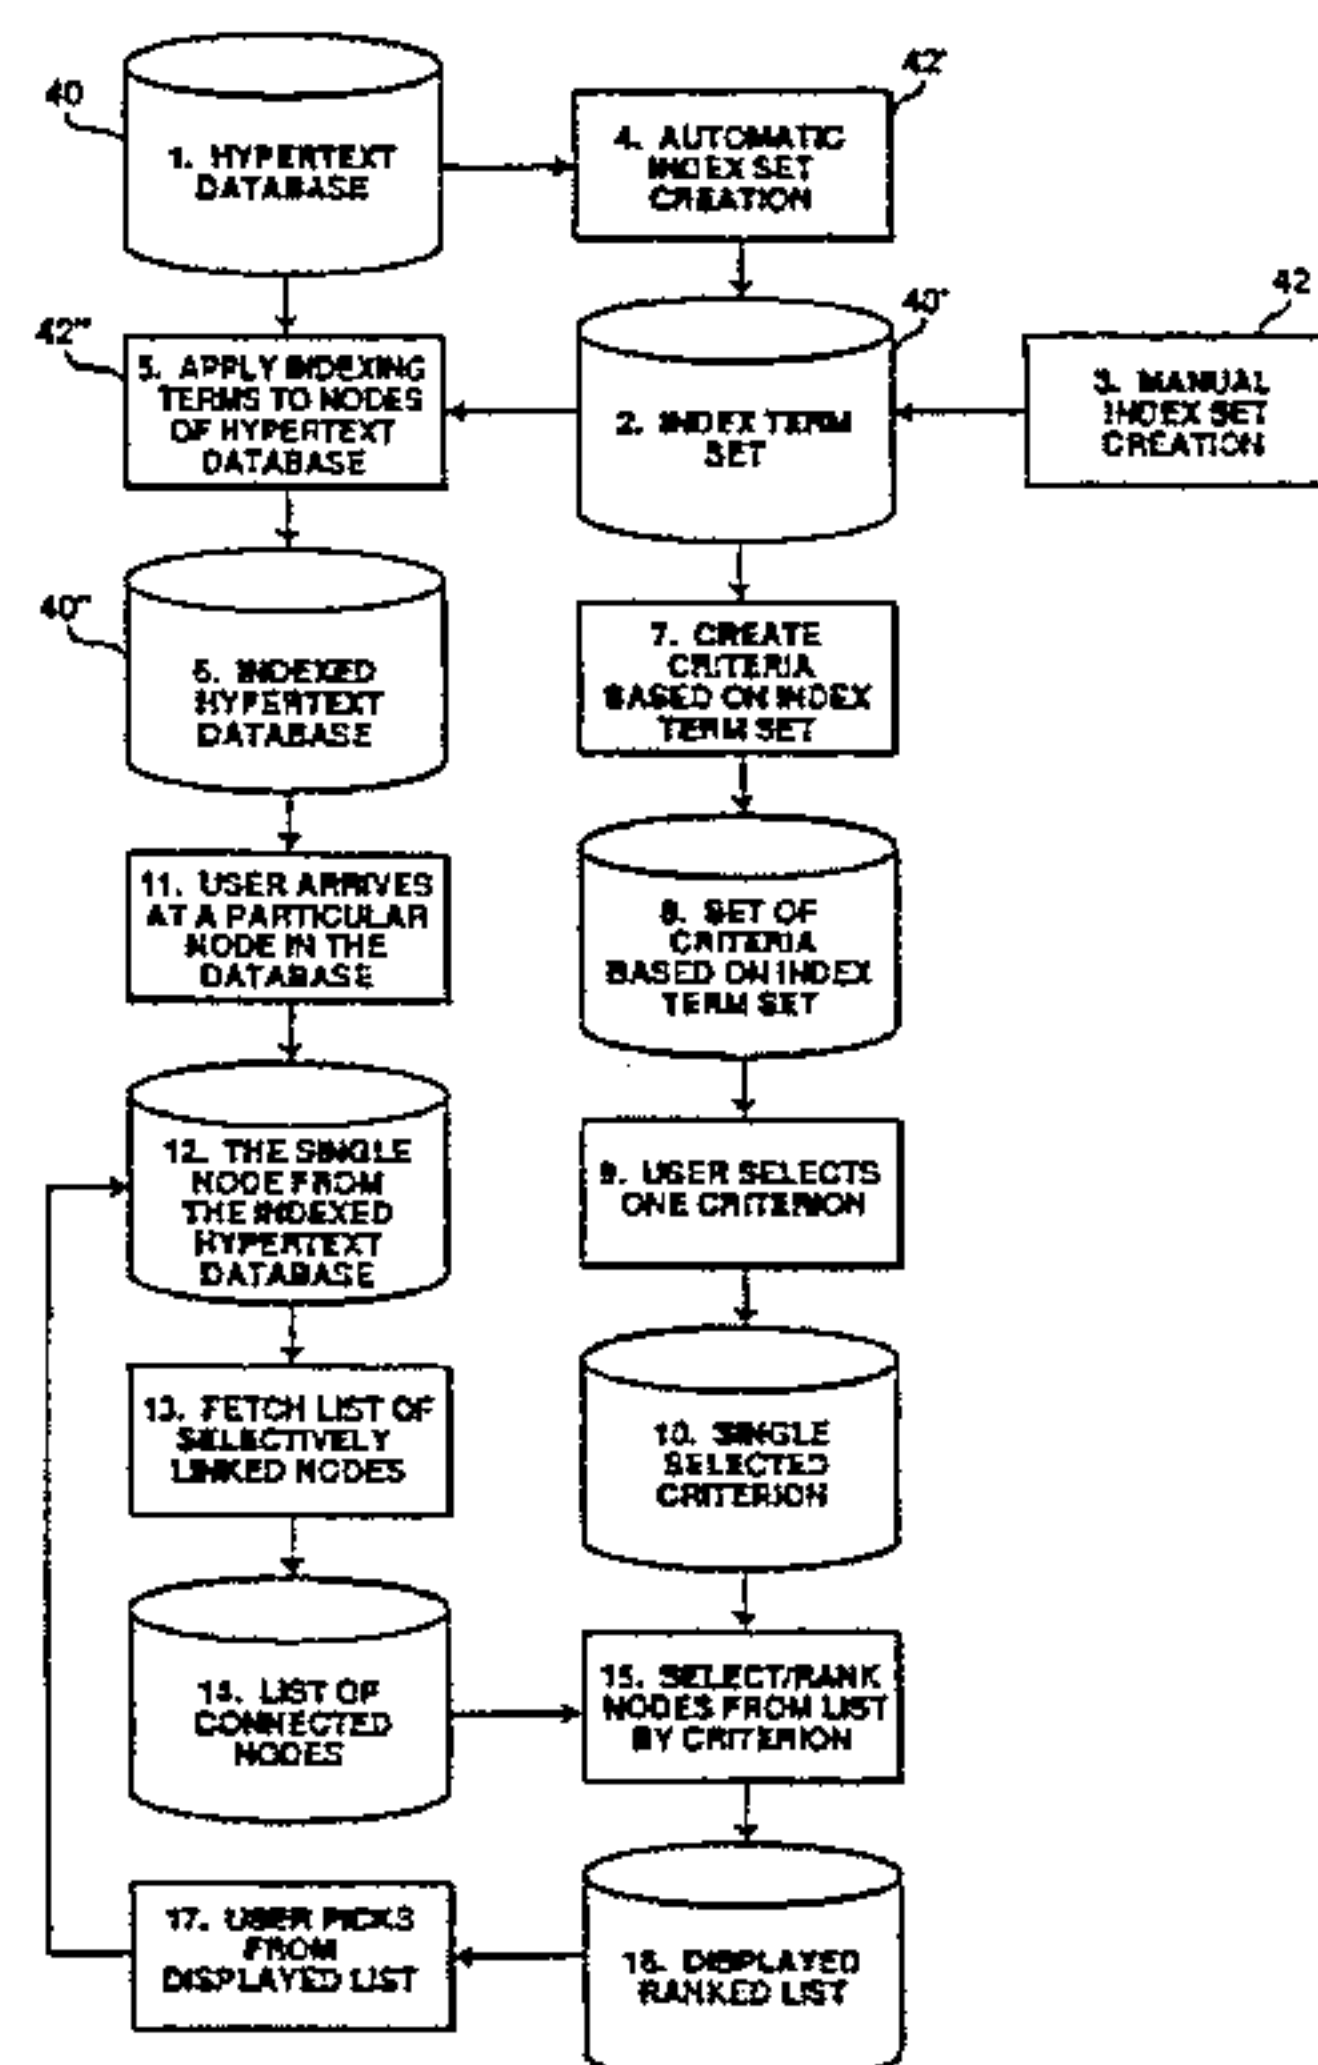 40
1. HYPERTEXT
DATABASE
42'
4. AUTOMATIC
INDEX SET
CREATION
42"
5. APPLY INDEXING
TERMS TO NODES
OF HYPERTEXT
DATABASE
40'
2. INDEX TERM
SET
42
3. MANUAL
INDEX SET
CREATION
40"
6. INDEXED
HYPERTEXT
DATABASE
7. CREATE
CRITERIA
BASED ON INDEX
TERM SET
11. USER ARRIVES
AT A PARTICULAR
NODE IN THE
DATABASE
8. SET OF
CRITERIA
BASED ON INDEX
TERM SET
12. THE SINGLE
NODE FROM
THE INDEXED
HYPERTEXT
DATABASE
9. USER SELECTS
ONE CRITERION
13. FETCH LIST OF
SELECTIVELY
LINKED NODES
10. SINGLE
SELECTED
CRITERION
14. LIST OF
CONNECTED
NODES
15. SELECT/RANK
NODES FROM LIST
BY CRITERION
17. USER PICKS
FROM
DISPLAYED LIST
16. DISPLAYED
RANKED LIST